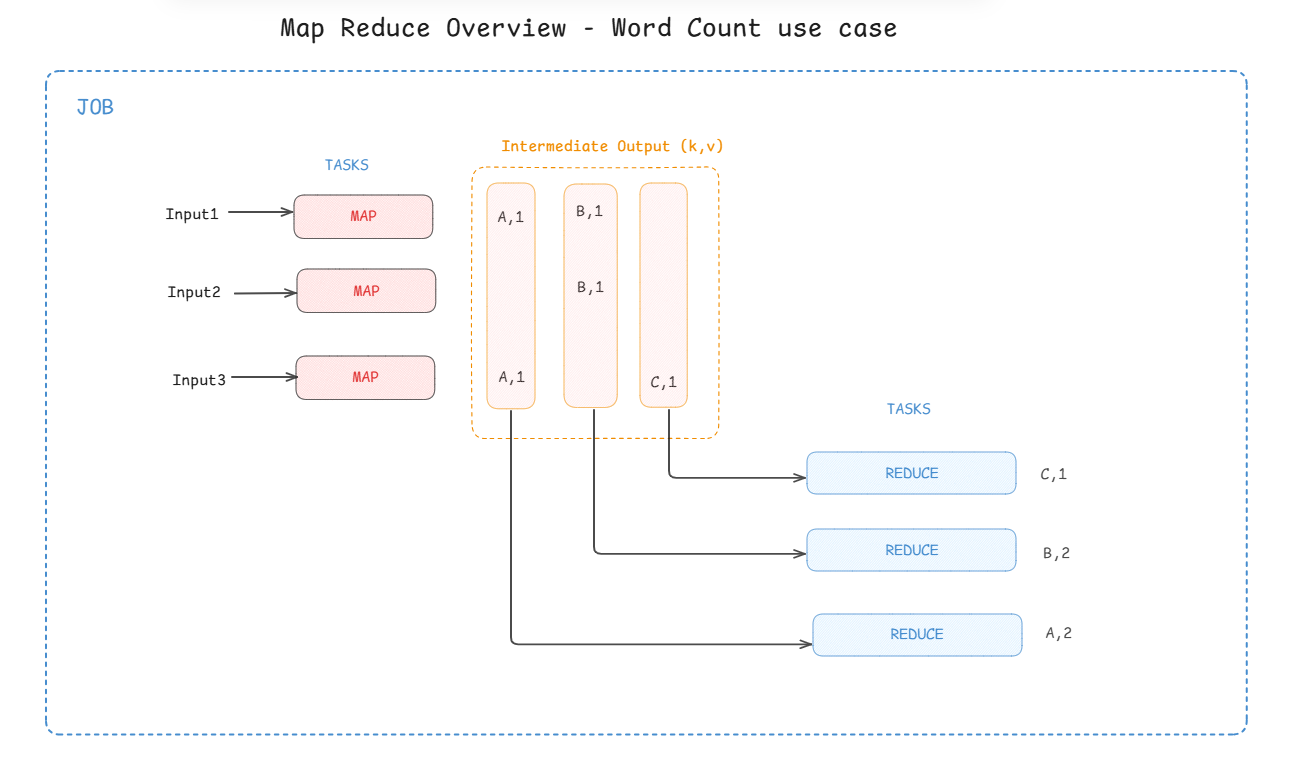 Map Reduce Overview - Word Count use case
JOB
Intermediate Output (k,v)
TASKS
Input1
MAP
A,1
B,1
Input2
MAP
B,1
Input3
MAP
A,1
C,1
TASKS
REDUCE
C,1
REDUCE
B,2
REDUCE
A,2